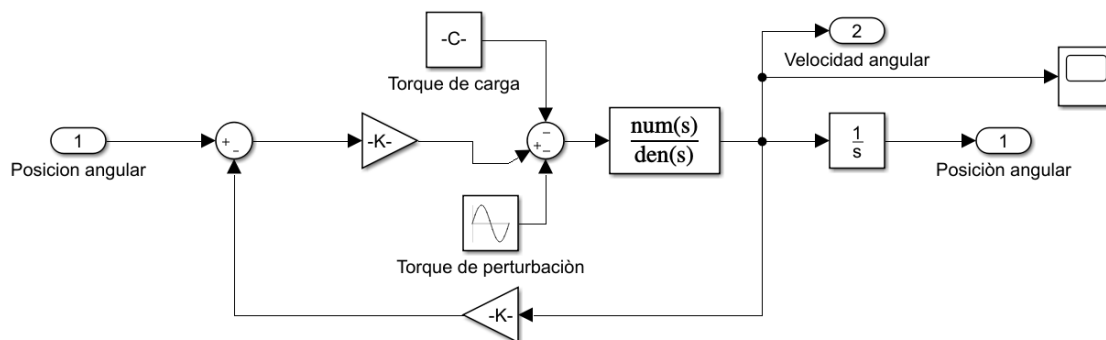 2
Velocidad angular
-C-
Torque de carga
1
Posicion angular
+
−
-K-
−
+
−
num(s)
den(s)
1
s
1
Posiciòn angular
Torque de perturbaciòn
-K-